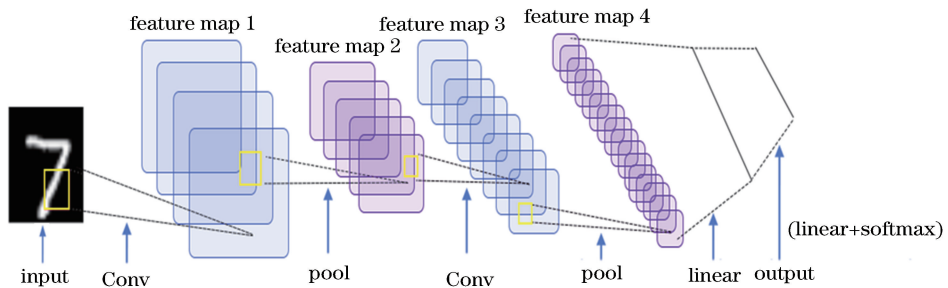 feature map 1
feature map 2
feature map 3
feature map 4
7
input
Conv
pool
Conv
pool
linear
output
(linear+softmax)